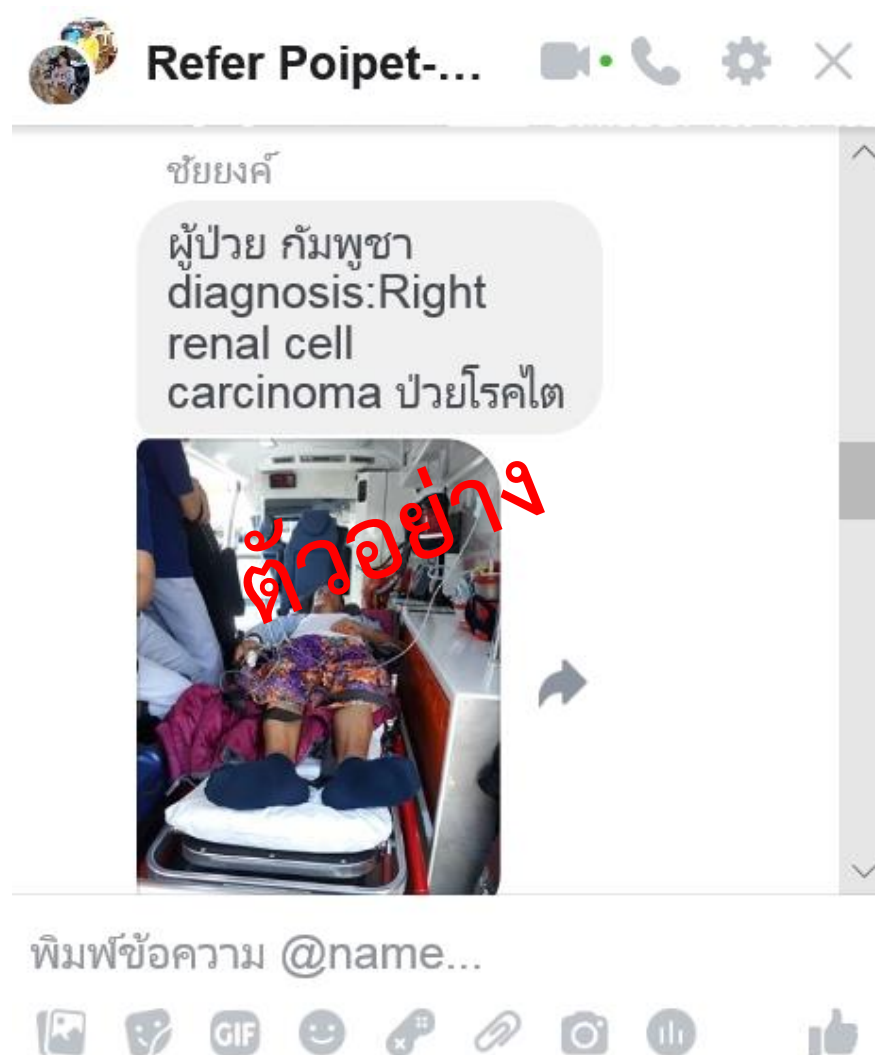 Refer Poipet-...
ชัยยงค์
ผู้ป่วย กัมพูชา
diagnosis:Right
renal cell
carcinoma ป่วยโรคไต
ตัวอย่าง
พิมพ์ข้อความ @name...
GIF